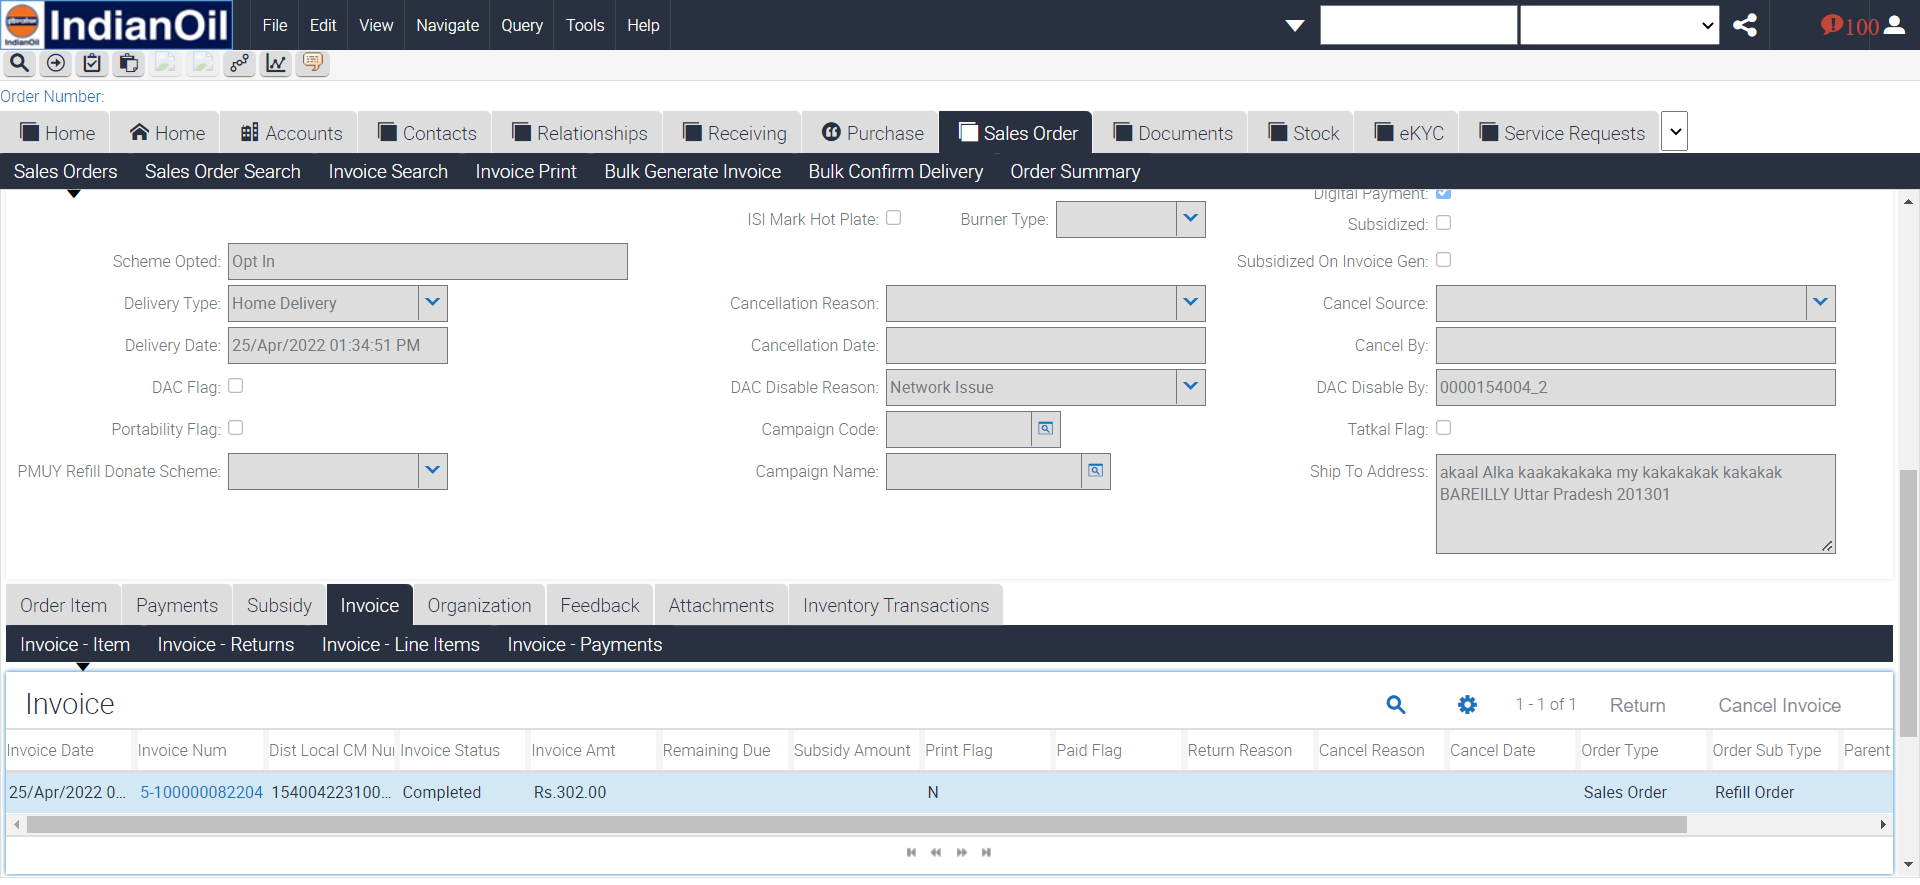 IndianOil
IndianOil
File
Edit
View
Navigate
Query
Tools
Help
100
Order Number:
Home
Home
Accounts
Contacts
Relationships
Receiving
Purchase
Sales Order
Documents
Stock
eKYC
Service Requests
Sales Orders
Sales Order Search
Invoice Search
Invoice Print
Bulk Generate Invoice
Bulk Confirm Delivery
Order Summary
Digital Payment:
ISI Mark Hot Plate:
Burner Type:
Subsidized:
Scheme Opted: Opt In
Subsidized On Invoice Gen:
Delivery Type: Home Delivery
Cancellation Reason:
Cancel Source:
Delivery Date: 25/Apr/2022 01:34:51 PM
Cancellation Date:
Cancel By:
DAC Flag:
DAC Disable Reason: Network Issue
DAC Disable By: 0000154004_2
Portability Flag:
Campaign Code:
Tatkal Flag:
PMUY Refill Donate Scheme:
Campaign Name:
Ship To Address: akaal Alka kaakakakaka my kakakakak kakakak
BAREILLY Uttar Pradesh 201301
Order Item
Payments
Subsidy
Invoice
Organization
Feedback
Attachments
Inventory Transactions
Invoice - Item
Invoice - Returns
Invoice - Line Items
Invoice - Payments
Invoice
1 - 1 of 1
Return
Cancel Invoice
Invoice Date
Invoice Num
Dist Local CM Nu
Invoice Status
Invoice Amt
Remaining Due
Subsidy Amount
Print Flag
Paid Flag
Return Reason
Cancel Reason
Cancel Date
Order Type
Order Sub Type
Parent
25/Apr/2022 0...
5-100000082204
154004223100...
Completed
Rs.302.00
N
Sales Order
Refill Order